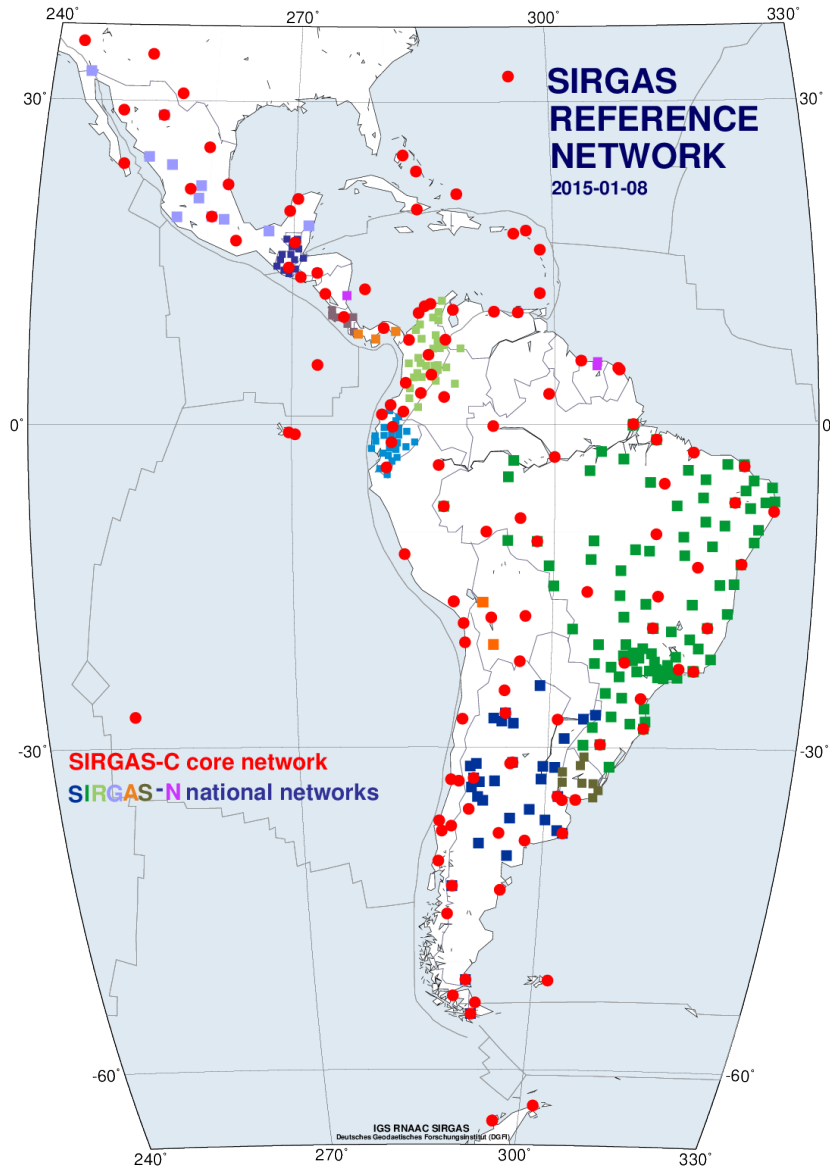 240° 270° 300° 330°
SIRGAS
REFERENCE
NETWORK
2015-01-08
30° 30°
0° 0°
-30° -30°
SIRGAS-C core network
SIRGAS-N national networks
-60° -60°
IGS RNAAC SIRGAS
Deutsches Geodaetisches Forschungsinstitut (DGFI)
240° 270° 300° 330°